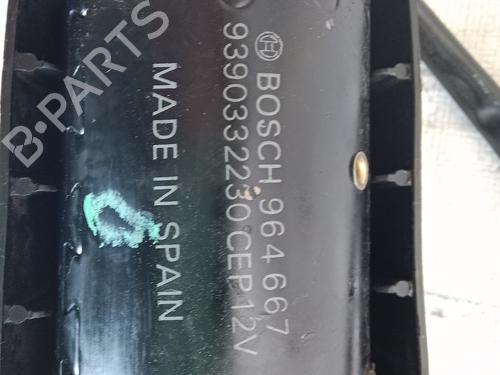 BOSCH 964 667
9390332230 CEP 12V
MADE IN SPAIN
B-PARTS